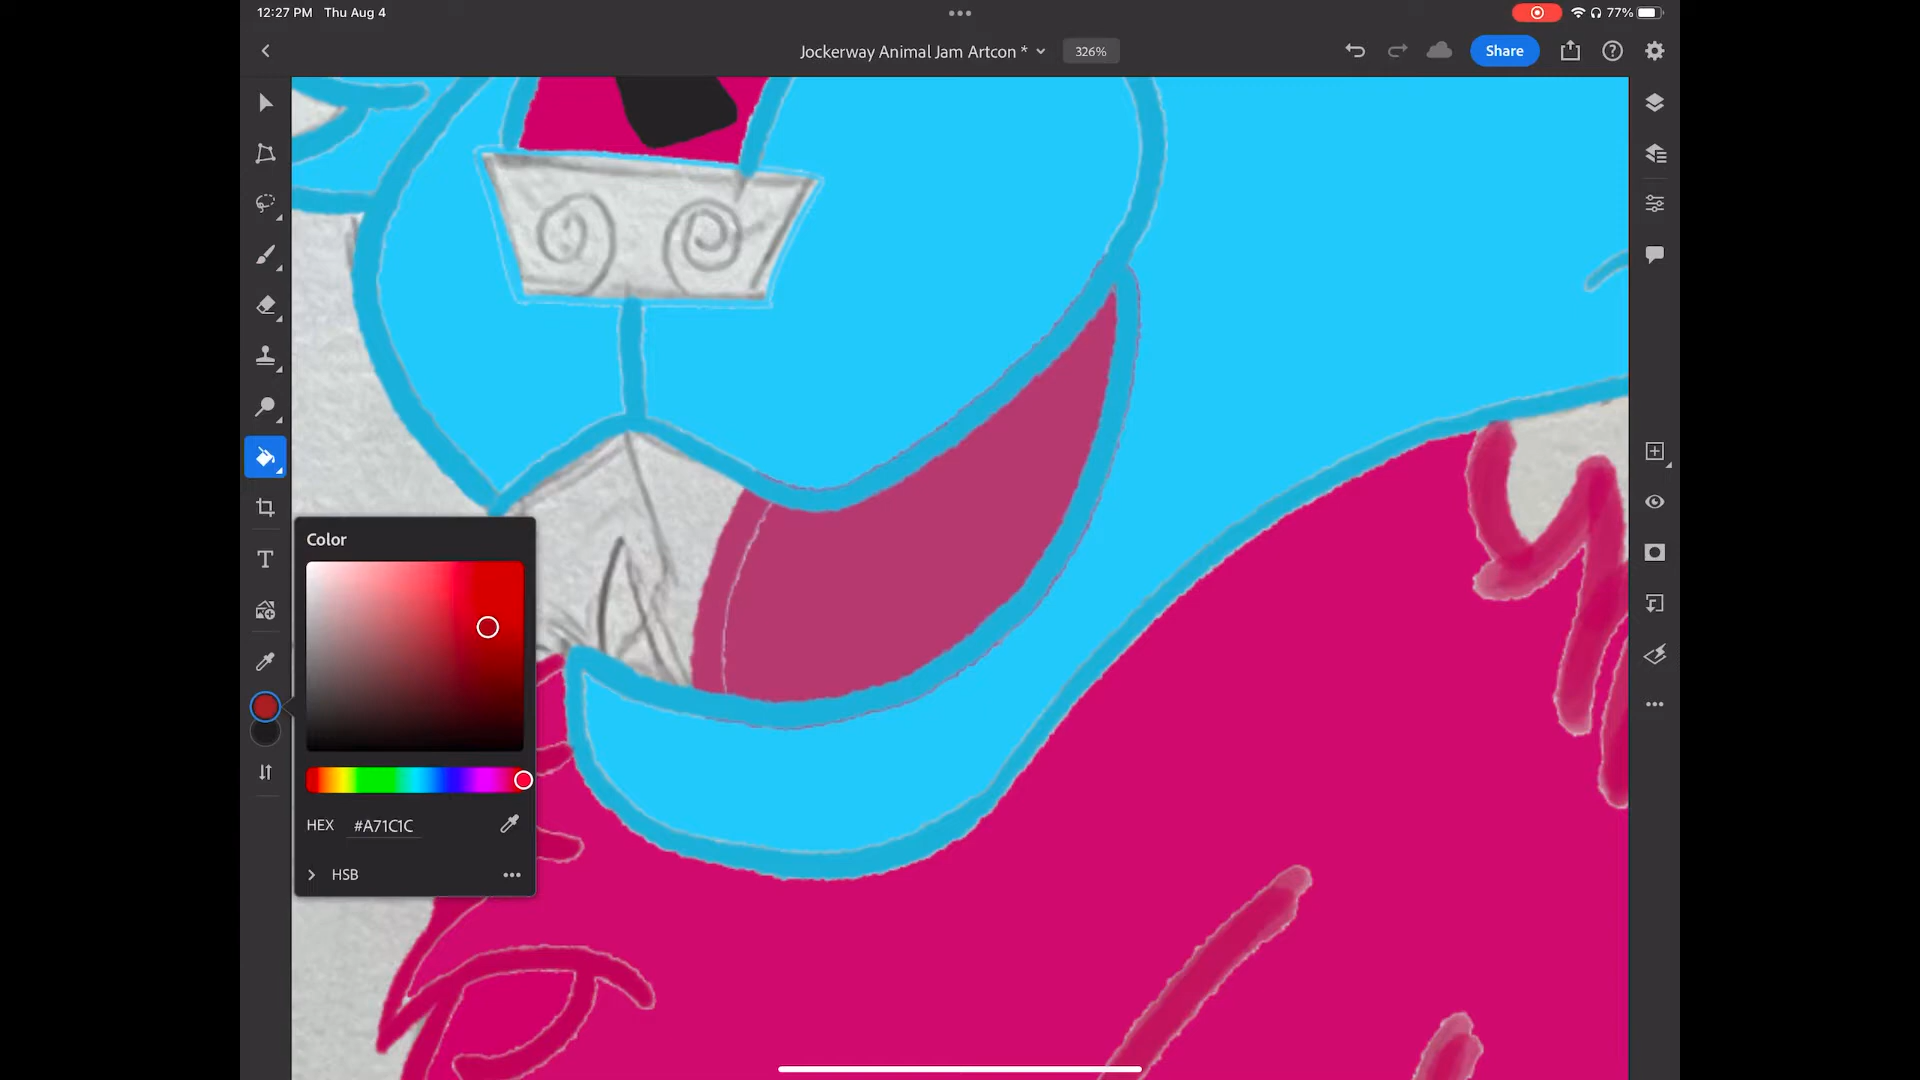 12:27 PM Thu Aug 4
77%
Jockerway Animal Jam Artcon *
326%
Share
T
Color
HEX #A71C1C
HSB